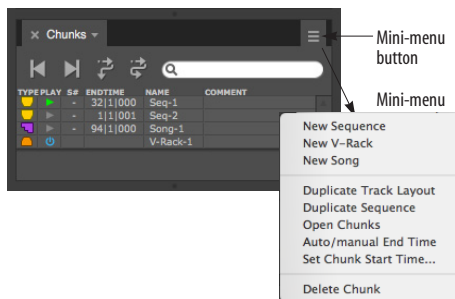 × Chunks
Mini-menu
button
TYPE PLAY S# ENDTIME NAME COMMENT
- 32|1|000 Seq-1
- 1|1|001 Seq-2
- 94|1|000 Song-1
V-Rack-1
Mini-menu
New Sequence
New V-Rack
New Song
Duplicate Track Layout
Duplicate Sequence
Open Chunks
Auto/manual End Time
Set Chunk Start Time...
Delete Chunk